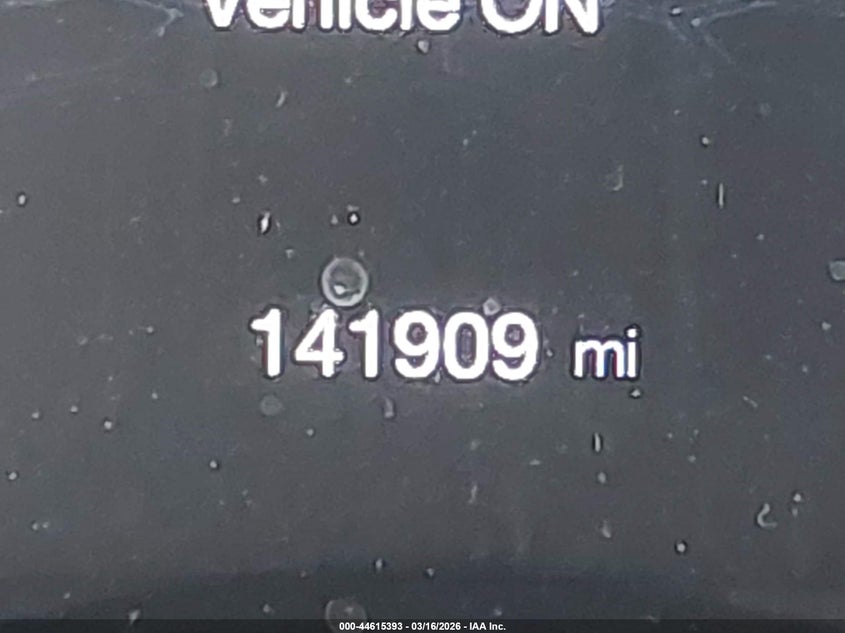 Vehicle ON
141909 mi
000-44615393 - 03/16/2026 - IAA Inc.